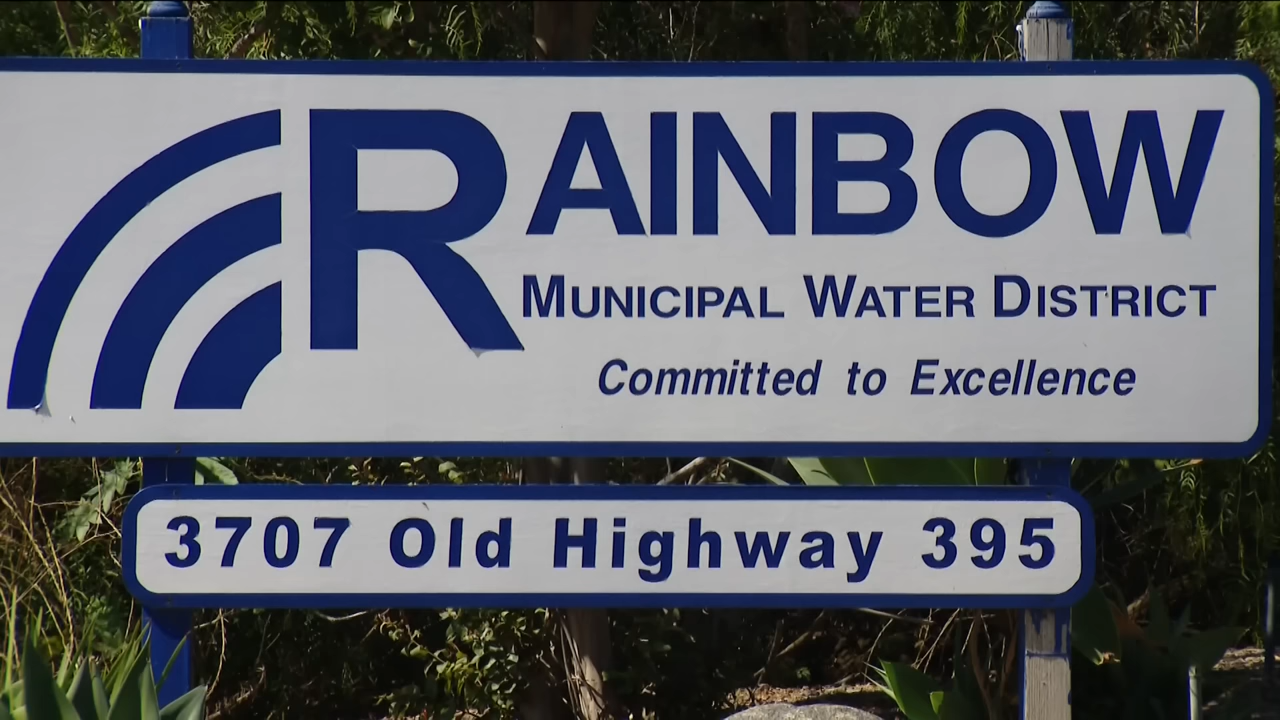 RAINBOW
MUNICIPAL WATER DISTRICT
Committed to Excellence
3707 Old Highway 395